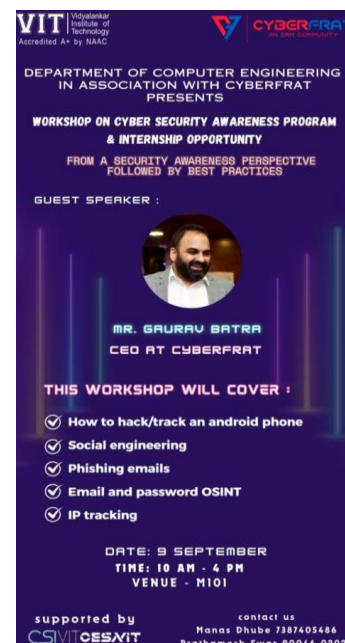 VIT Vidyalankar
Institute of
Technology
Accredited A+ by NAAC
CYBERFRAT
AN ERM COMMUNITY
DEPARTMENT OF COMPUTER ENGINEERING
IN ASSOCIATION WITH CYBERFRAT
PRESENTS
WORKSHOP ON CYBER SECURITY AWARENESS PROGRAM
& INTERNSHIP OPPORTUNITY
FROM A SECURITY AWARENESS PERSPECTIVE
FOLLOWED BY BEST PRACTICES
GUEST SPEAKER :
MR. GAURAV BATRA
CEO AT CYBERFRAT
THIS WORKSHOP WILL COVER :
How to hack/track an android phone
Social engineering
Phishing emails
Email and password OSINT
IP tracking
DATE: 9 SEPTEMBER
TIME: 10 AM - 4 PM
VENUE - M101
supported by
CSIVIT CESVIT
contact us
Manas Dhube 7387405486